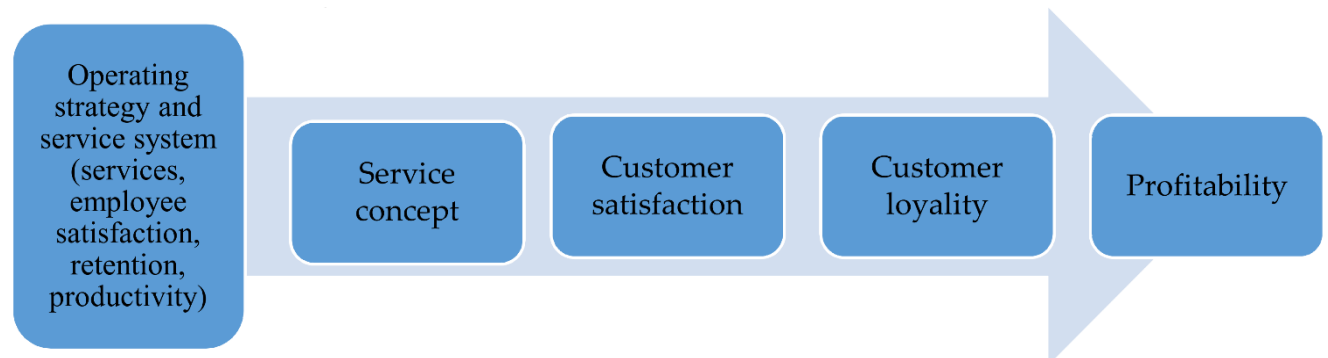 Operating
strategy and
service system
(services,
employee
satisfaction,
retention,
productivity)
Service
concept
Customer
satisfaction
Customer
loyality
Profitability